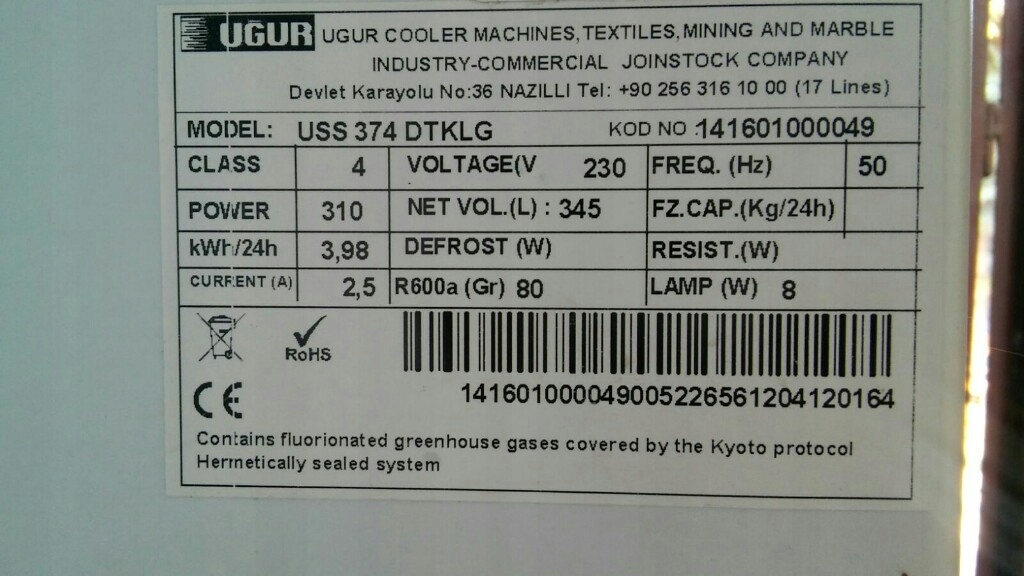 UĞUR UGUR COOLER MACHINES, TEXTILES, MINING AND MARBLE
INDUSTRY-COMMERCIAL JOINSTOCK COMPANY
Devlet Karayolu No:36 NAZILLI Tel: +90 256 316 10 00 (17 Lines)
MODEL: USS 374 DTKLG KOD NO :141601000049
CLASS 4 VOLTAGE(V 230 FREQ. (Hz) 50
POWER 310 NET VOL.(L) : 345 FZ.CAP.(Kg/24h)
kWh/24h 3,98 DEFROST (W) RESIST.(W)
CURRENT (A) 2,5 R600a (Gr) 80 LAMP (W) 8
RoHS
CE
141601000049005226561204120164
Contains fluorionated greenhouse gases covered by the Kyoto protocol
Hermetically sealed system